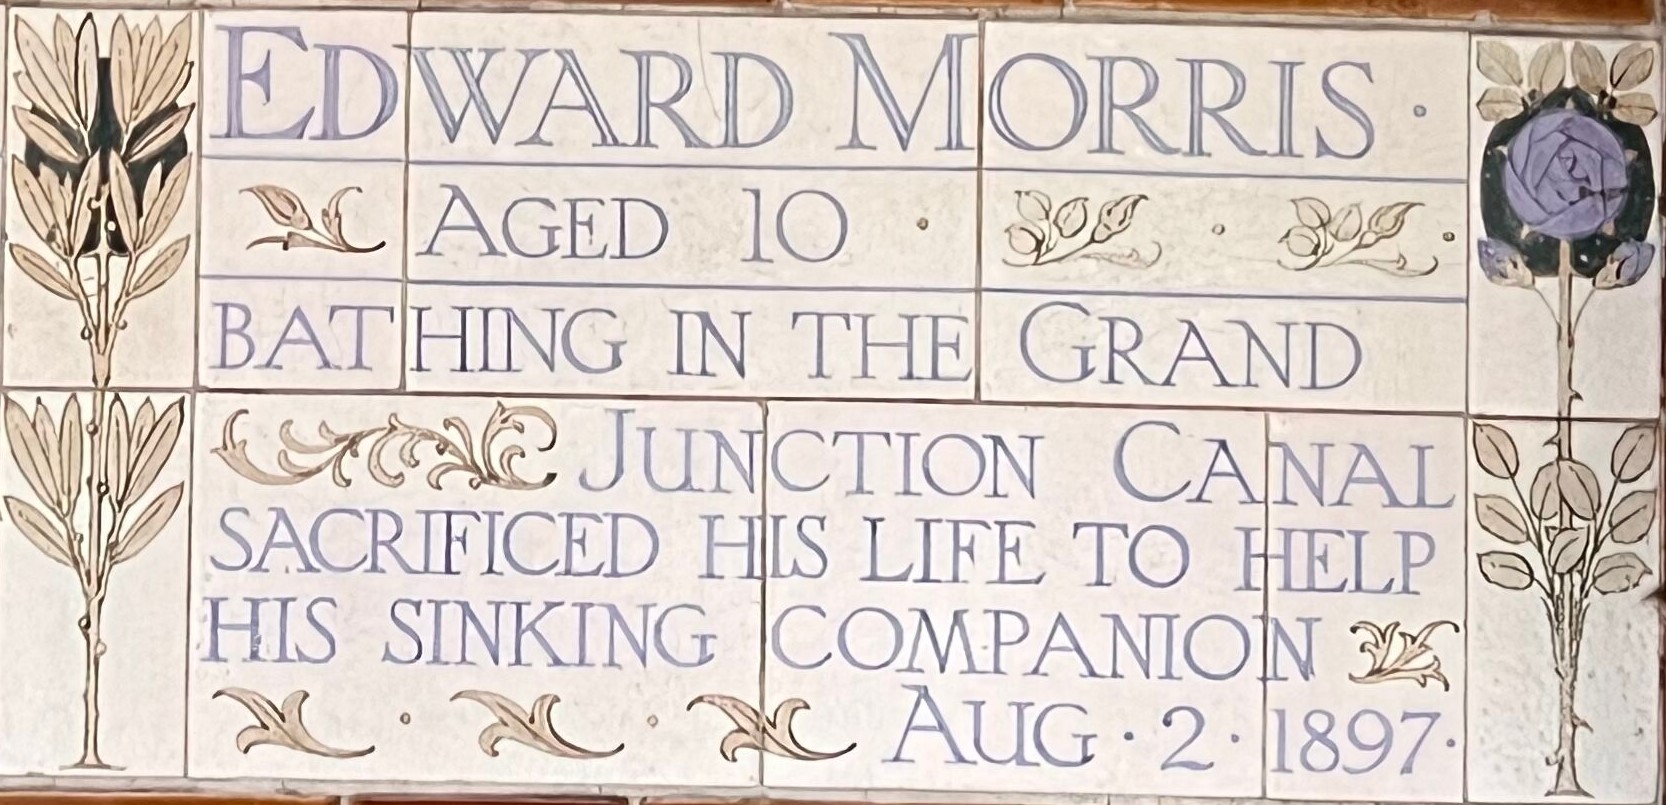 EDWARD MORRIS ·
AGED 10 ·
BATHING IN THE GRAND
JUNCTION CANAL
SACRIFICED HIS LIFE TO HELP
HIS SINKING COMPANION
AUG · 2 · 1897 ·